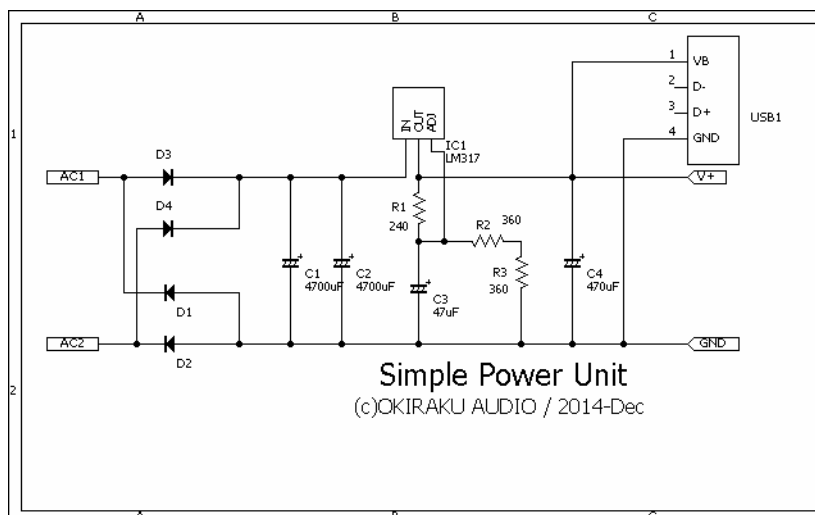 A B C
1
1 VB
2 D-
3 D+
4 GND
USB1
IN OUT ADJ
IC1
LM317
D3
AC1
V+
D4
R1
240
R2
360
R3
360
C1
4700uF
C2
4700uF
C3
47uF
C4
470uF
D1
AC2
GND
D2
2
Simple Power Unit
(c)OKIRAKU AUDIO / 2014-Dec